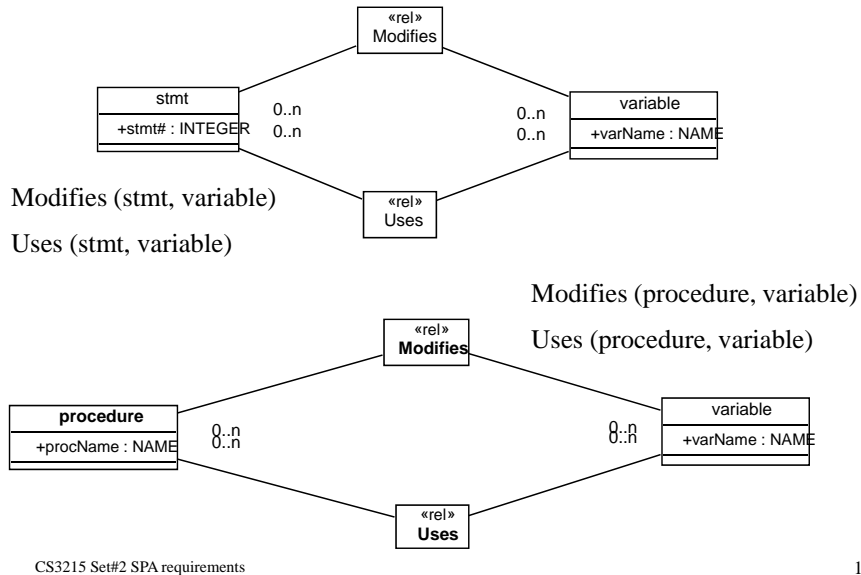 «rel»
Modifies
stmt
+stmt# : INTEGER
0..n
0..n
0..n
0..n
variable
+varName : NAME
«rel»
Uses
Modifies (stmt, variable)
Uses (stmt, variable)
Modifies (procedure, variable)
Uses (procedure, variable)
«rel»
Modifies
procedure
+procName : NAME
0..n
0..n
0..n
0..n
variable
+varName : NAME
«rel»
Uses
CS3215 Set#2 SPA requirements
1